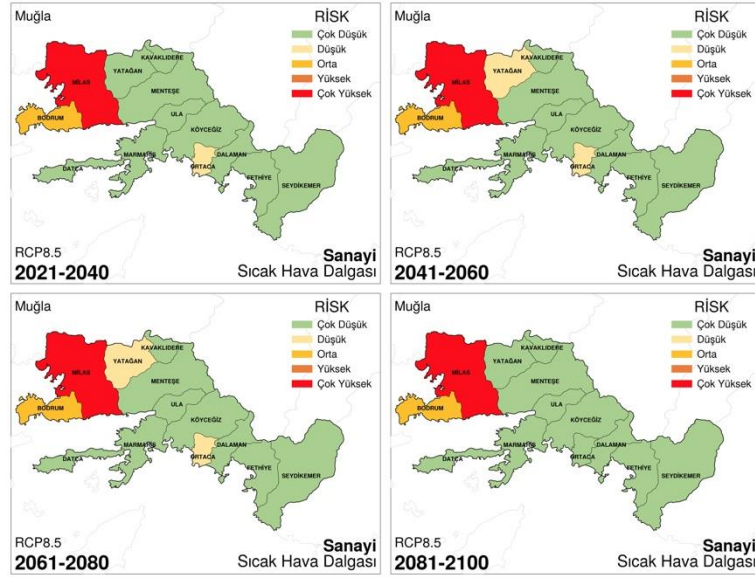 Muğla
RİSK
Çok Düşük
Düşük
Orta
Yüksek
Çok Yüksek
KAVAKLIDERE
YATAĞAN
MİLAS
MENTEŞE
BODRUM
ULA
KÖYCEĞİZ
MARMARİS
DALAMAN
DATÇA
ORTACA
FETHİYE
SEYDİKEMER
RCP8.5
2021-2040
Sanayi
Sıcak Hava Dalgası
Muğla
RİSK
Çok Düşük
Düşük
Orta
Yüksek
Çok Yüksek
KAVAKLIDERE
YATAĞAN
MİLAS
MENTEŞE
BODRUM
ULA
KÖYCEĞİZ
MARMARİS
DALAMAN
DATÇA
ORTACA
FETHİYE
SEYDİKEMER
RCP8.5
2041-2060
Sanayi
Sıcak Hava Dalgası
Muğla
RİSK
Çok Düşük
Düşük
Orta
Yüksek
Çok Yüksek
KAVAKLIDERE
YATAĞAN
MİLAS
MENTEŞE
BODRUM
ULA
KÖYCEĞİZ
MARMARİS
DALAMAN
DATÇA
ORTACA
FETHİYE
SEYDİKEMER
RCP8.5
2061-2080
Sanayi
Sıcak Hava Dalgası
Muğla
RİSK
Çok Düşük
Düşük
Orta
Yüksek
Çok Yüksek
KAVAKLIDERE
YATAĞAN
MİLAS
MENTEŞE
BODRUM
ULA
KÖYCEĞİZ
MARMARİS
DALAMAN
DATÇA
ORTACA
FETHİYE
SEYDİKEMER
RCP8.5
2081-2100
Sanayi
Sıcak Hava Dalgası